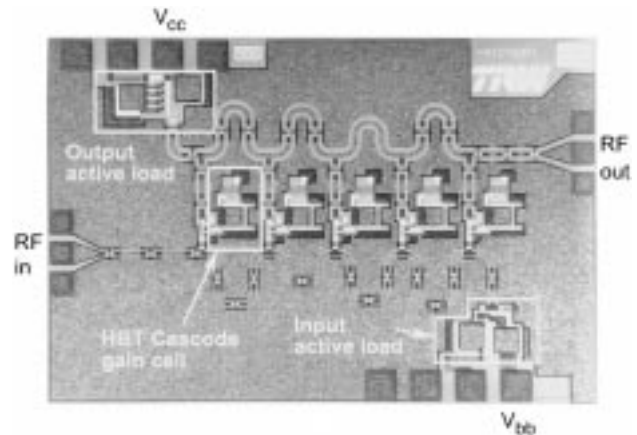 Vcc
Output
active load
RF
out
RF
in
HBT Cascode
gain cell
Input
active load
Vbb